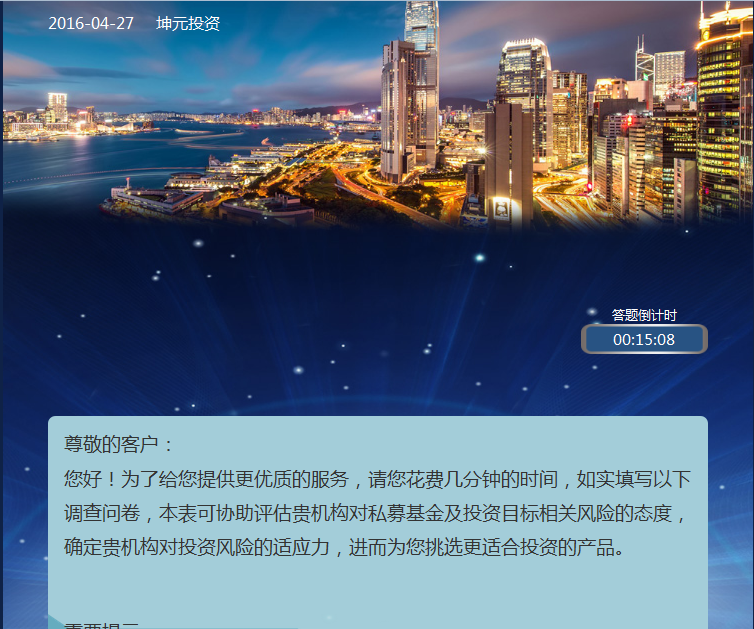 2016-04-27 坤元投资
答题倒计时
00:15:08
尊敬的客户：
您好！为了给您提供更优质的服务，请您花费几分钟的时间，如实填写以下
调查问卷，本表可协助评估贵机构对私募基金及投资目标相关风险的态度，
确定贵机构对投资风险的适应力，进而为您挑选更适合投资的产品。
重要提示